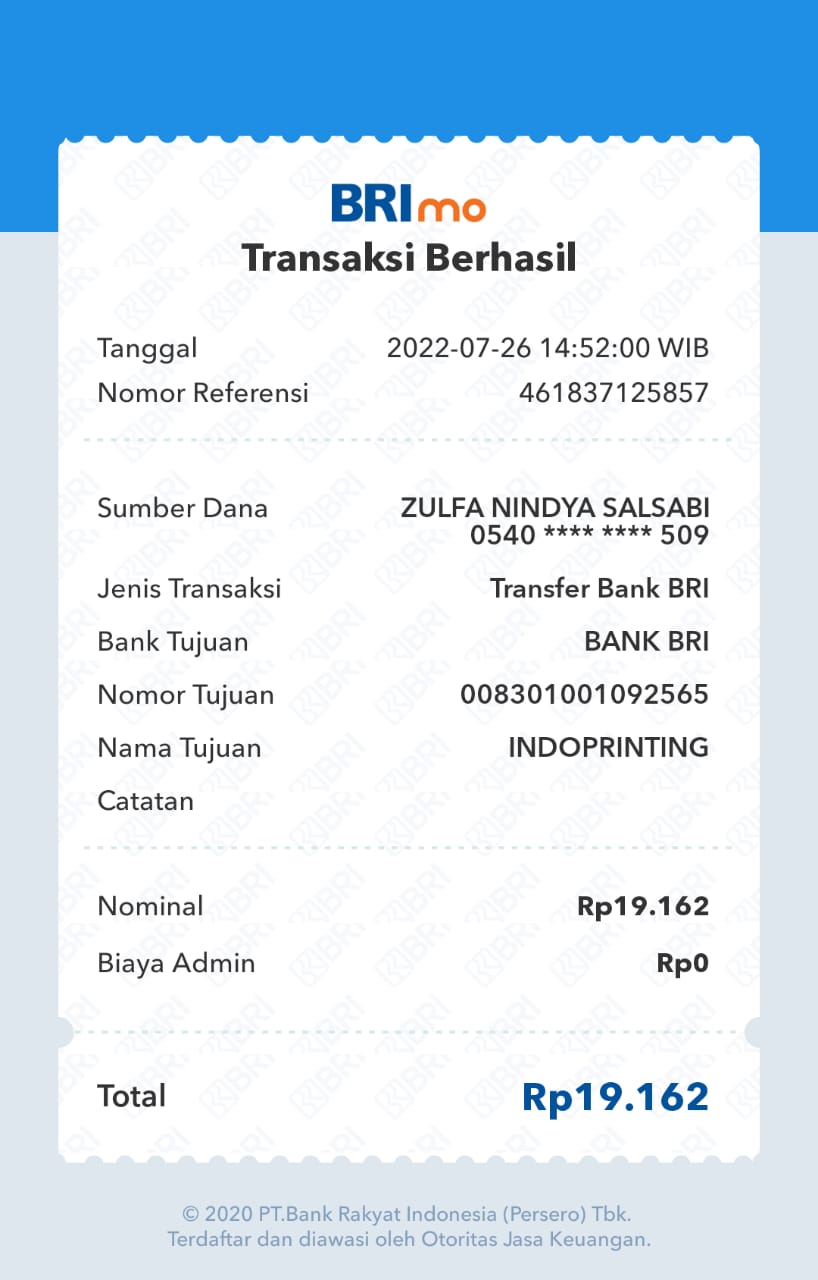 BRImo
Transaksi Berhasil
Tanggal 2022-07-26 14:52:00 WIB
Nomor Referensi 461837125857
Sumber Dana ZULFA NINDYA SALSABI
0540 **** **** 509
Jenis Transaksi Transfer Bank BRI
Bank Tujuan BANK BRI
Nomor Tujuan 008301001092565
Nama Tujuan INDOPRINTING
Catatan
Nominal Rp19.162
Biaya Admin Rp0
Total Rp19.162
© 2020 PT.Bank Rakyat Indonesia (Persero) Tbk.
Terdaftar dan diawasi oleh Otoritas Jasa Keuangan.